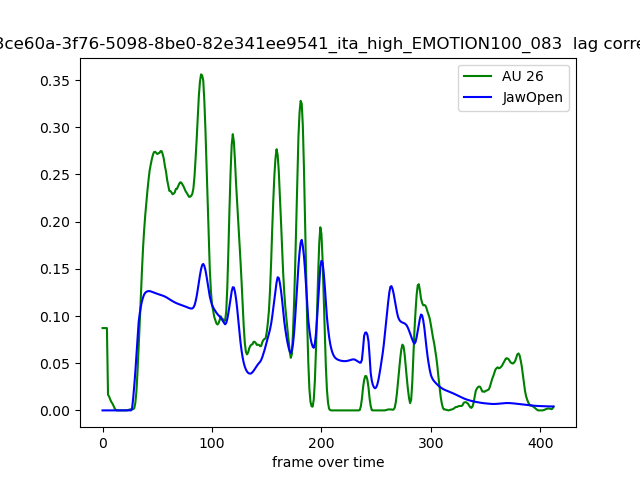 3ce60a-3f76-5098-8be0-82e341ee9541_ita_high_EMOTION100_083 lag corre
AU 26
JawOpen
0.35
0.30
0.25
0.20
0.15
0.10
0.05
0.00
0 100 200 300 400
frame over time